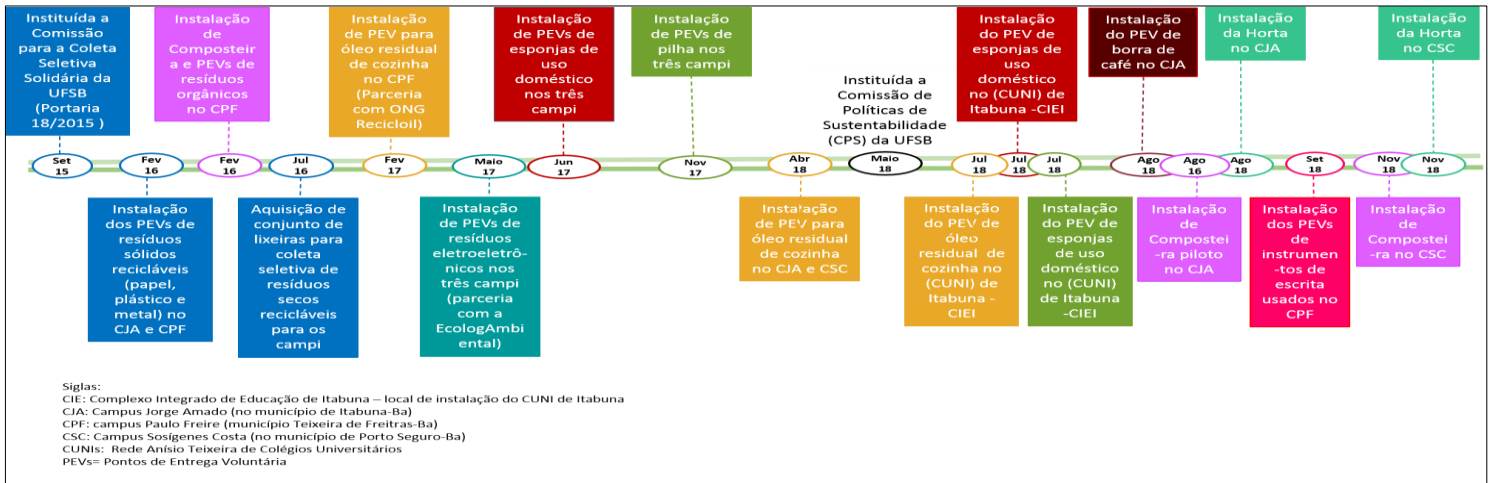 Instituída a
Comissão
para a Coleta
Seletiva
Solidária da
UFSB
(Portaria
18/2015 )
Instalação
de
Composteir
a e PEVs de
resíduos
orgânicos
no CPF
Instalação
de PEV para
óleo residual
de cozinha
no CPF
(Parceria
com ONG
Recicloil)
Instalação
de PEVs de
esponjas de
uso
doméstico
nos três
campi
Instalação
de PEVs de
pilha nos
três campi
Instituída a
Comissão de
Políticas de
Sustentabilidade
(CPS) da UFSB
Instalação
do PEV de
esponjas de
uso
doméstico
no (CUNI) de
Itabuna -CIEI
Instalação
do PEV de
borra de
café no CJA
Instalação
da Horta
no CJA
Instalação
da Horta
no CSC
Set
15
Fev
16
Fev
16
Jul
16
Fev
17
Maio
17
Jun
17
Nov
17
Abr
18
Maio
18
Jul
18
Jul
18
Jul
18
Ago
18
Ago
16
Ago
18
Set
18
Nov
18
Nov
18
Instalação
dos PEVs de
resíduos
sólidos
recicláveis
(papel,
plástico e
metal) no
CJA e CPF
Aquisição de
conjunto de
lixeiras para
coleta
seletiva de
resíduos
secos
recicláveis
para os
campi
Instalação
de PEVs de
resíduos
eletroeletrô-
nicos nos
três campi
(parceria
com a
EcologAmbi
ental)
Instalação
de PEV para
óleo residual
de cozinha
no CJA e CSC
Instalação
do PEV de
óleo
residual de
cozinha no
(CUNI) de
Itabuna -
CIEI
Instalação
do PEV de
esponjas
de uso
doméstico
no (CUNI)
de Itabuna
-CIEI
Instalação
de
Compostei
-ra piloto
no CJA
Instalação
dos PEVs
de
instrumen
-tos de
escrita
usados no
CPF
Instalação
de
Compostei
-ra no CSC
Siglas:
CIE: Complexo Integrado de Educação de Itabuna – local de instalação do CUNI de Itabuna
CJA: Campus Jorge Amado (no município de Itabuna-Ba)
CPF: campus Paulo Freire (município Teixeira de Freitras-Ba)
CSC: Campus Sosígenes Costa (no município de Porto Seguro-Ba)
CUNIs: Rede Anísio Teixeira de Colégios Universitários
PEVs= Pontos de Entrega Voluntária